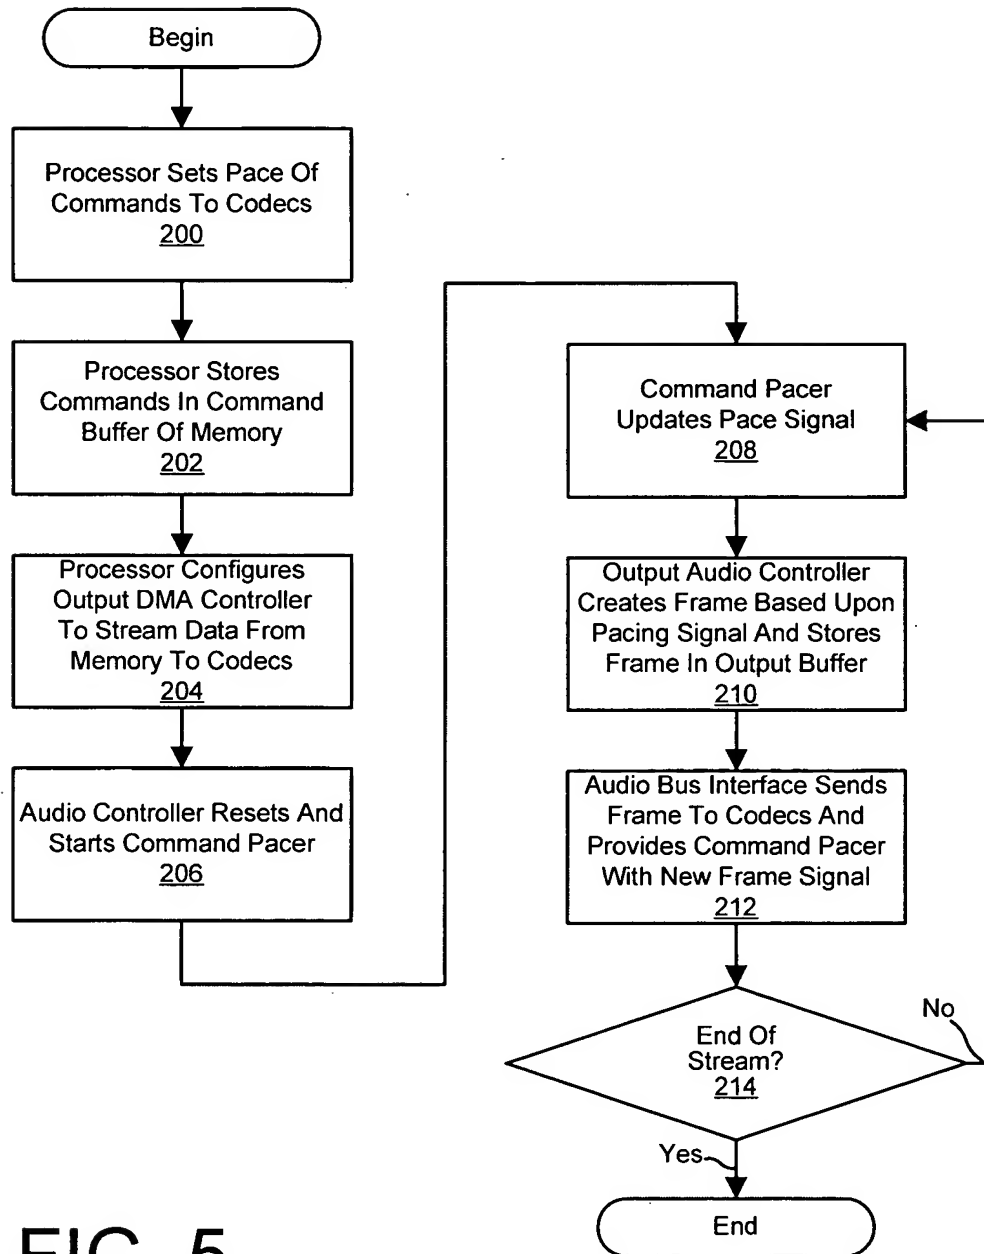 Begin
Processor Sets Pace Of
Commands To Codecs
200
Processor Stores
Commands In Command
Buffer Of Memory
202
Processor Configures
Output DMA Controller
To Stream Data From
Memory To Codecs
204
Audio Controller Resets And
Starts Command Pacer
206
Command Pacer
Updates Pace Signal
208
Output Audio Controller
Creates Frame Based Upon
Pacing Signal And Stores
Frame In Output Buffer
210
Audio Bus Interface Sends
Frame To Codecs And
Provides Command Pacer
With New Frame Signal
212
End Of
Stream?
214
No
Yes
End
FIG. 5